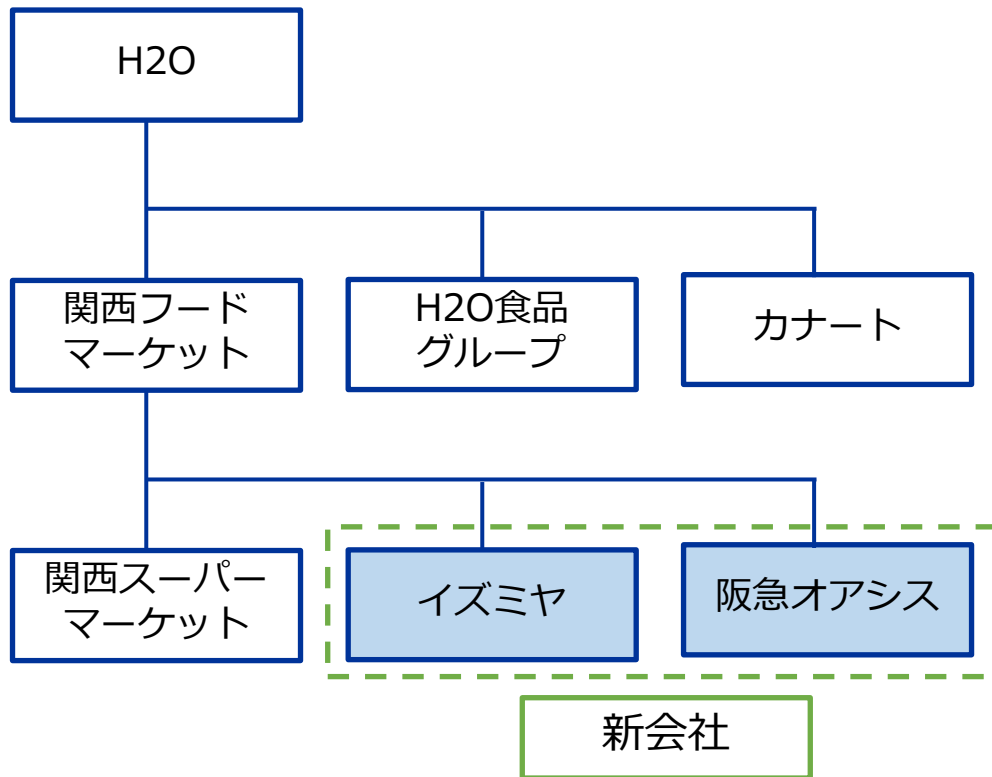 H2O
関西フード
マーケット
H2O食品
グループ
カナート
関西スーパー
マーケット
イズミヤ
阪急オアシス
新会社